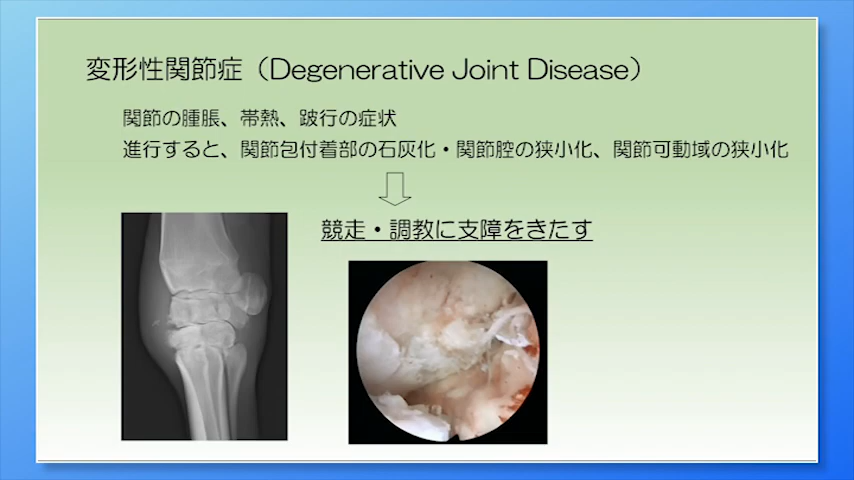 変形性関節症（Degenerative Joint Disease）
関節の腫脹、帯熱、跛行の症状
進行すると、関節包付着部の石灰化・関節腔の狭小化、関節可動域の狭小化
競走・調教に支障をきたす